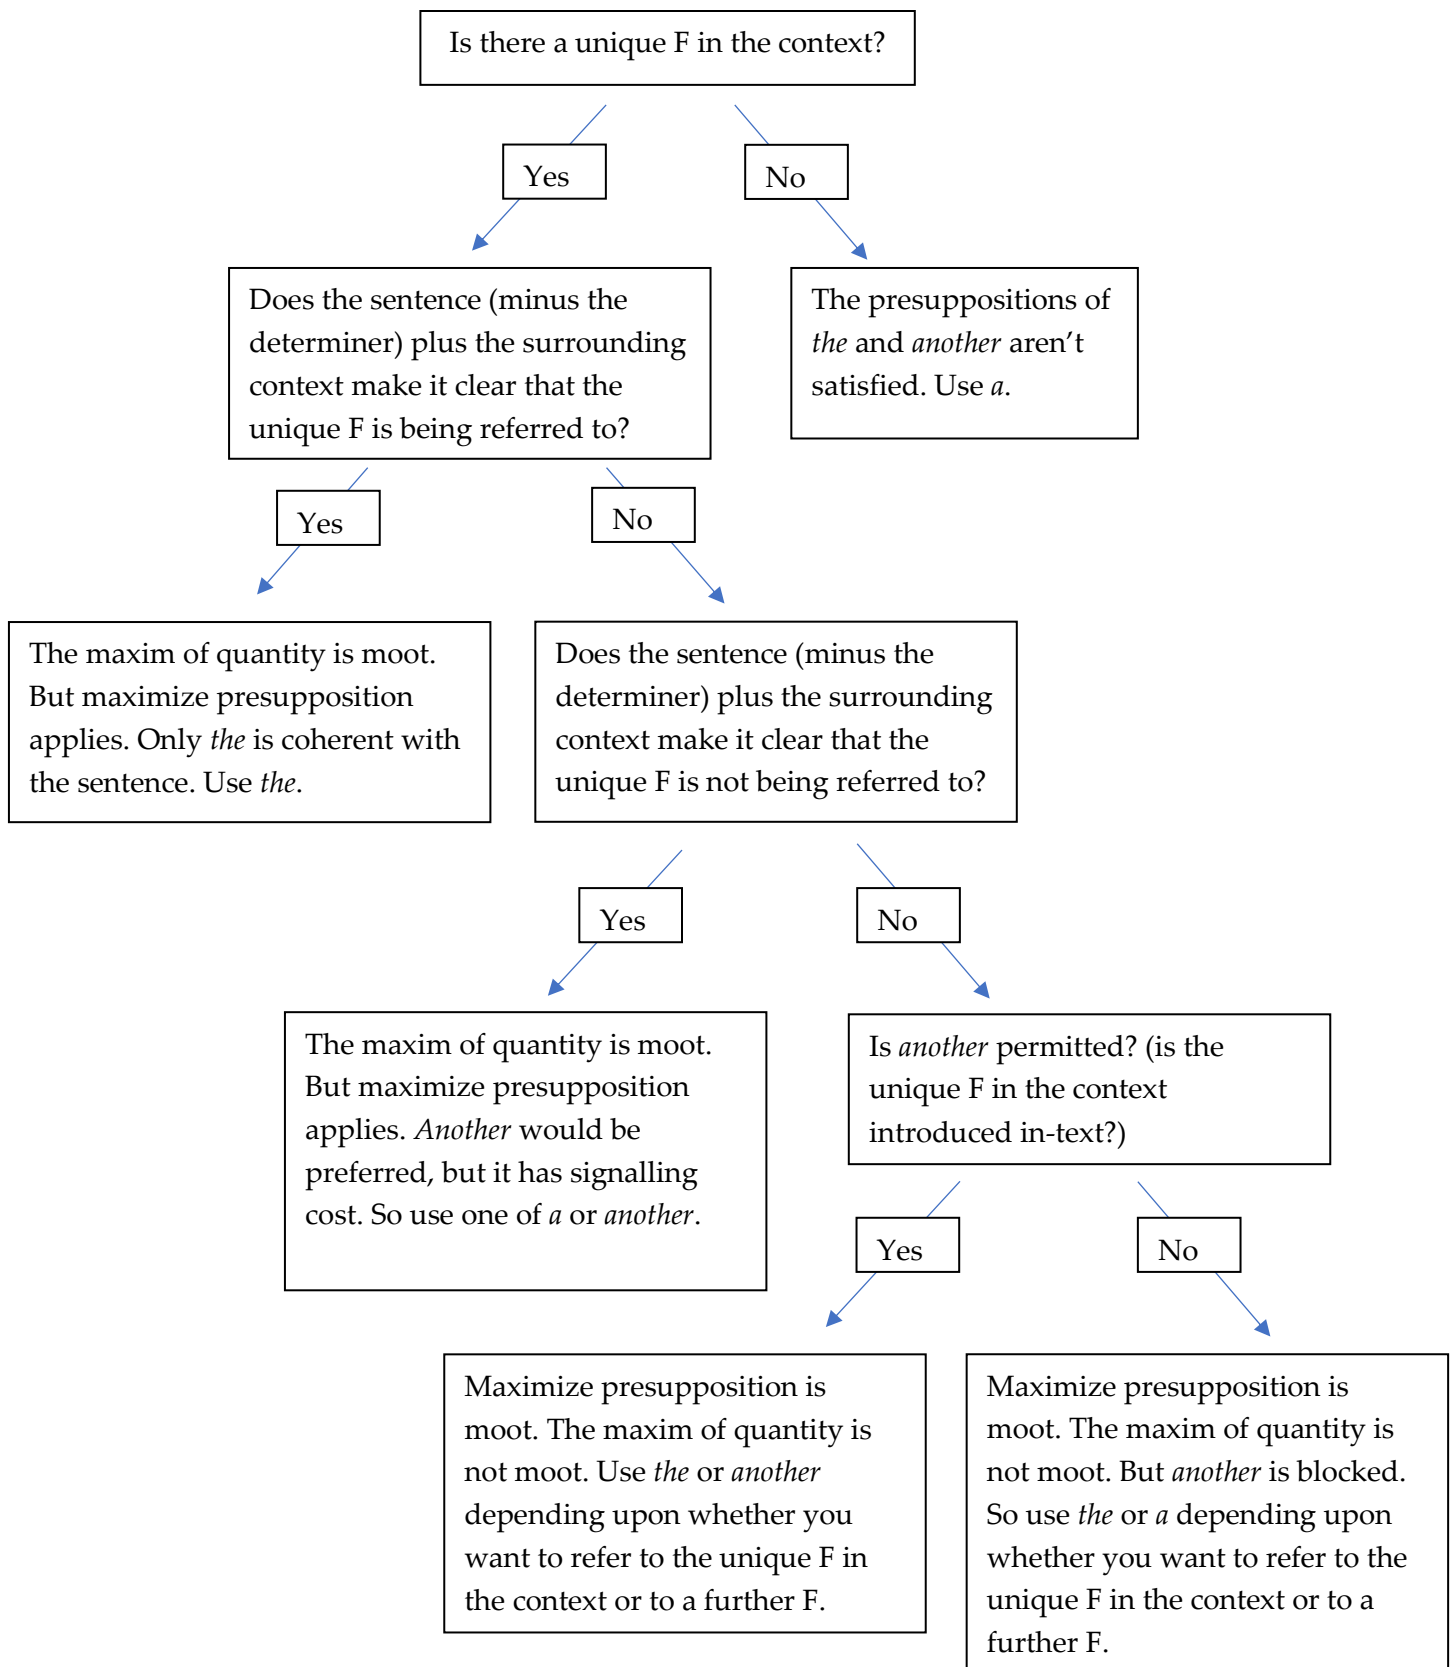 Is there a unique F in the context?
Yes
No
Does the sentence (minus the
determiner) plus the surrounding
context make it clear that the
unique F is being referred to?
The presuppositions of
the and another aren’t
satisfied. Use a.
Yes
No
The maxim of quantity is moot.
But maximize presupposition
applies. Only the is coherent with
the sentence. Use the.
Does the sentence (minus the
determiner) plus the surrounding
context make it clear that the
unique F is not being referred to?
Yes
No
The maxim of quantity is moot.
But maximize presupposition
applies. Another would be
preferred, but it has signalling
cost. So use one of a or another.
Is another permitted? (is the
unique F in the context
introduced in-text?)
Yes
No
Maximize presupposition is
moot. The maxim of quantity is
not moot. Use the or another
depending upon whether you
want to refer to the unique F in
the context or to a further F.
Maximize presupposition is
moot. The maxim of quantity is
not moot. But another is blocked.
So use the or a depending upon
whether you want to refer to the
unique F in the context or to a
further F.